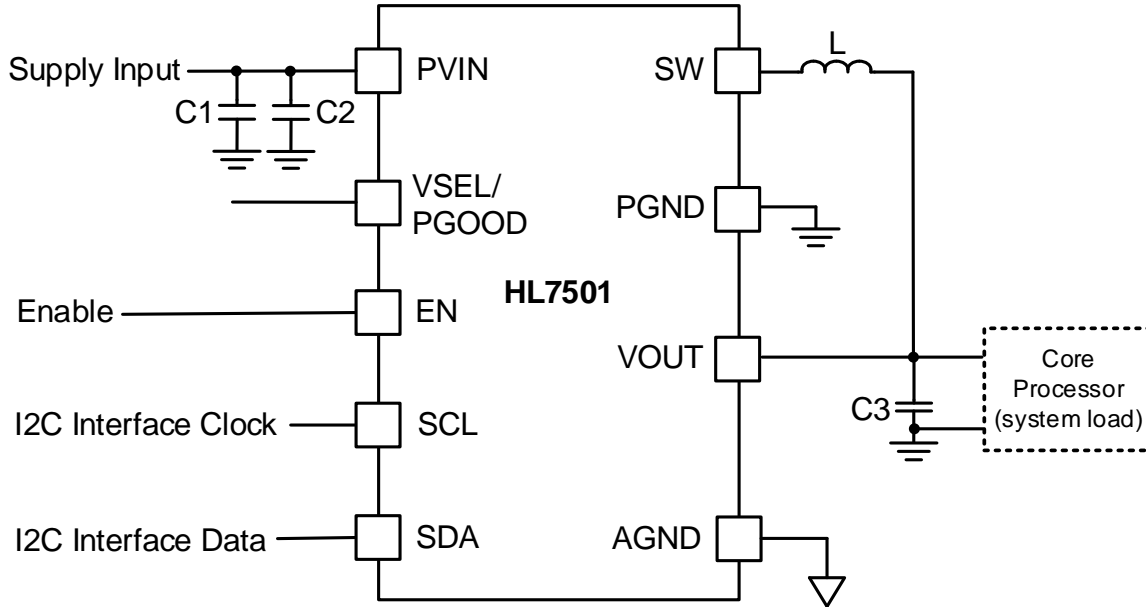 Supply Input
PVIN
SW
L
C1
C2
VSEL/
PGOOD
PGND
HL7501
Enable
EN
VOUT
Core
Processor
(system load)
C3
I2C Interface Clock
SCL
I2C Interface Data
SDA
AGND